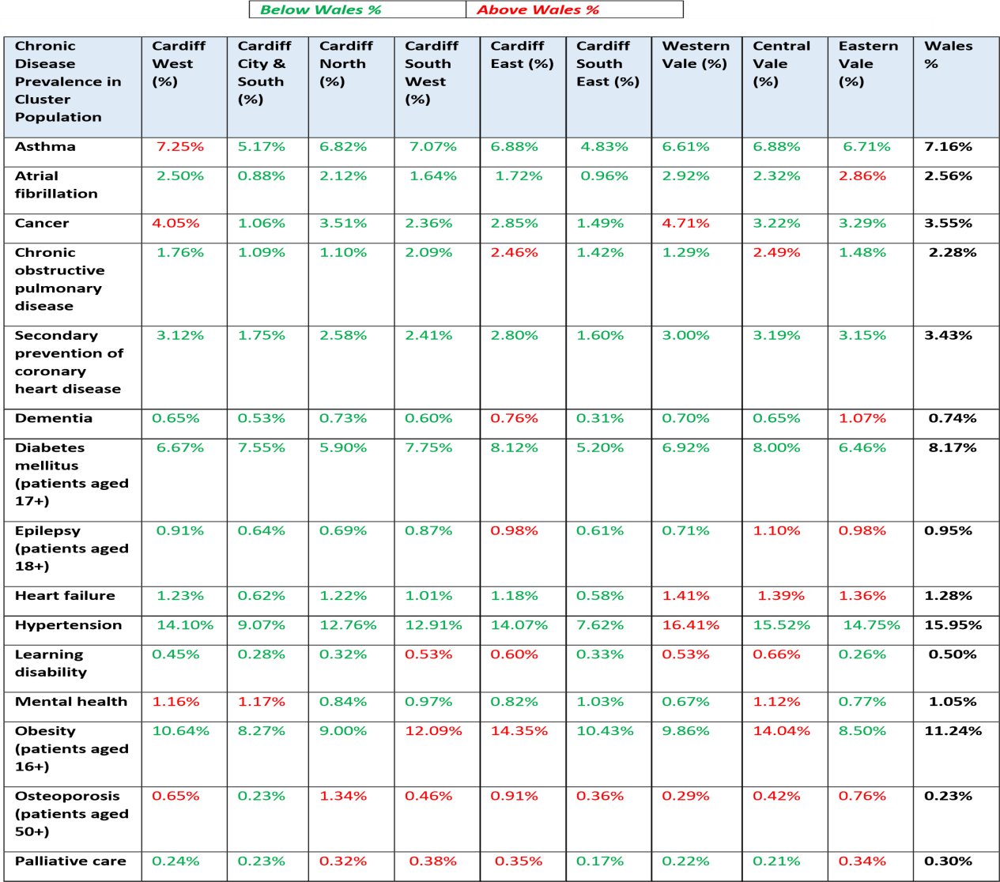 Below Wales % Above Wales %
Chronic Disease Prevalence in Cluster Population Cardiff West (%) Cardiff City & South (%) Cardiff North (%) Cardiff South West (%) Cardiff East (%) Cardiff South East (%) Western Vale (%) Central Vale (%) Eastern Vale (%) Wales %
Asthma 7.25% 5.17% 6.82% 7.07% 6.88% 4.83% 6.61% 6.88% 6.71% 7.16%
Atrial fibrillation 2.50% 0.88% 2.12% 1.64% 1.72% 0.96% 2.92% 2.32% 2.86% 2.56%
Cancer 4.05% 1.06% 3.51% 2.36% 2.85% 1.49% 4.71% 3.22% 3.29% 3.55%
Chronic obstructive pulmonary disease 1.76% 1.09% 1.10% 2.09% 2.46% 1.42% 1.29% 2.49% 1.48% 2.28%
Secondary prevention of coronary heart disease 3.12% 1.75% 2.58% 2.41% 2.80% 1.60% 3.00% 3.19% 3.15% 3.43%
Dementia 0.65% 0.53% 0.73% 0.60% 0.76% 0.31% 0.70% 0.65% 1.07% 0.74%
Diabetes mellitus (patients aged 17+) 6.67% 7.55% 5.90% 7.75% 8.12% 5.20% 6.92% 8.00% 6.46% 8.17%
Epilepsy (patients aged 18+) 0.91% 0.64% 0.69% 0.87% 0.98% 0.61% 0.71% 1.10% 0.98% 0.95%
Heart failure 1.23% 0.62% 1.22% 1.01% 1.18% 0.58% 1.41% 1.39% 1.36% 1.28%
Hypertension 14.10% 9.07% 12.76% 12.91% 14.07% 7.62% 16.41% 15.52% 14.75% 15.95%
Learning disability 0.45% 0.28% 0.32% 0.53% 0.60% 0.33% 0.53% 0.66% 0.26% 0.50%
Mental health 1.16% 1.17% 0.84% 0.97% 0.82% 1.03% 0.67% 1.12% 0.77% 1.05%
Obesity (patients aged 16+) 10.64% 8.27% 9.00% 12.09% 14.35% 10.43% 9.86% 14.04% 8.50% 11.24%
Osteoporosis (patients aged 50+) 0.65% 0.23% 1.34% 0.46% 0.91% 0.36% 0.29% 0.42% 0.76% 0.23%
Palliative care 0.24% 0.23% 0.32% 0.38% 0.35% 0.17% 0.22% 0.21% 0.34% 0.30%